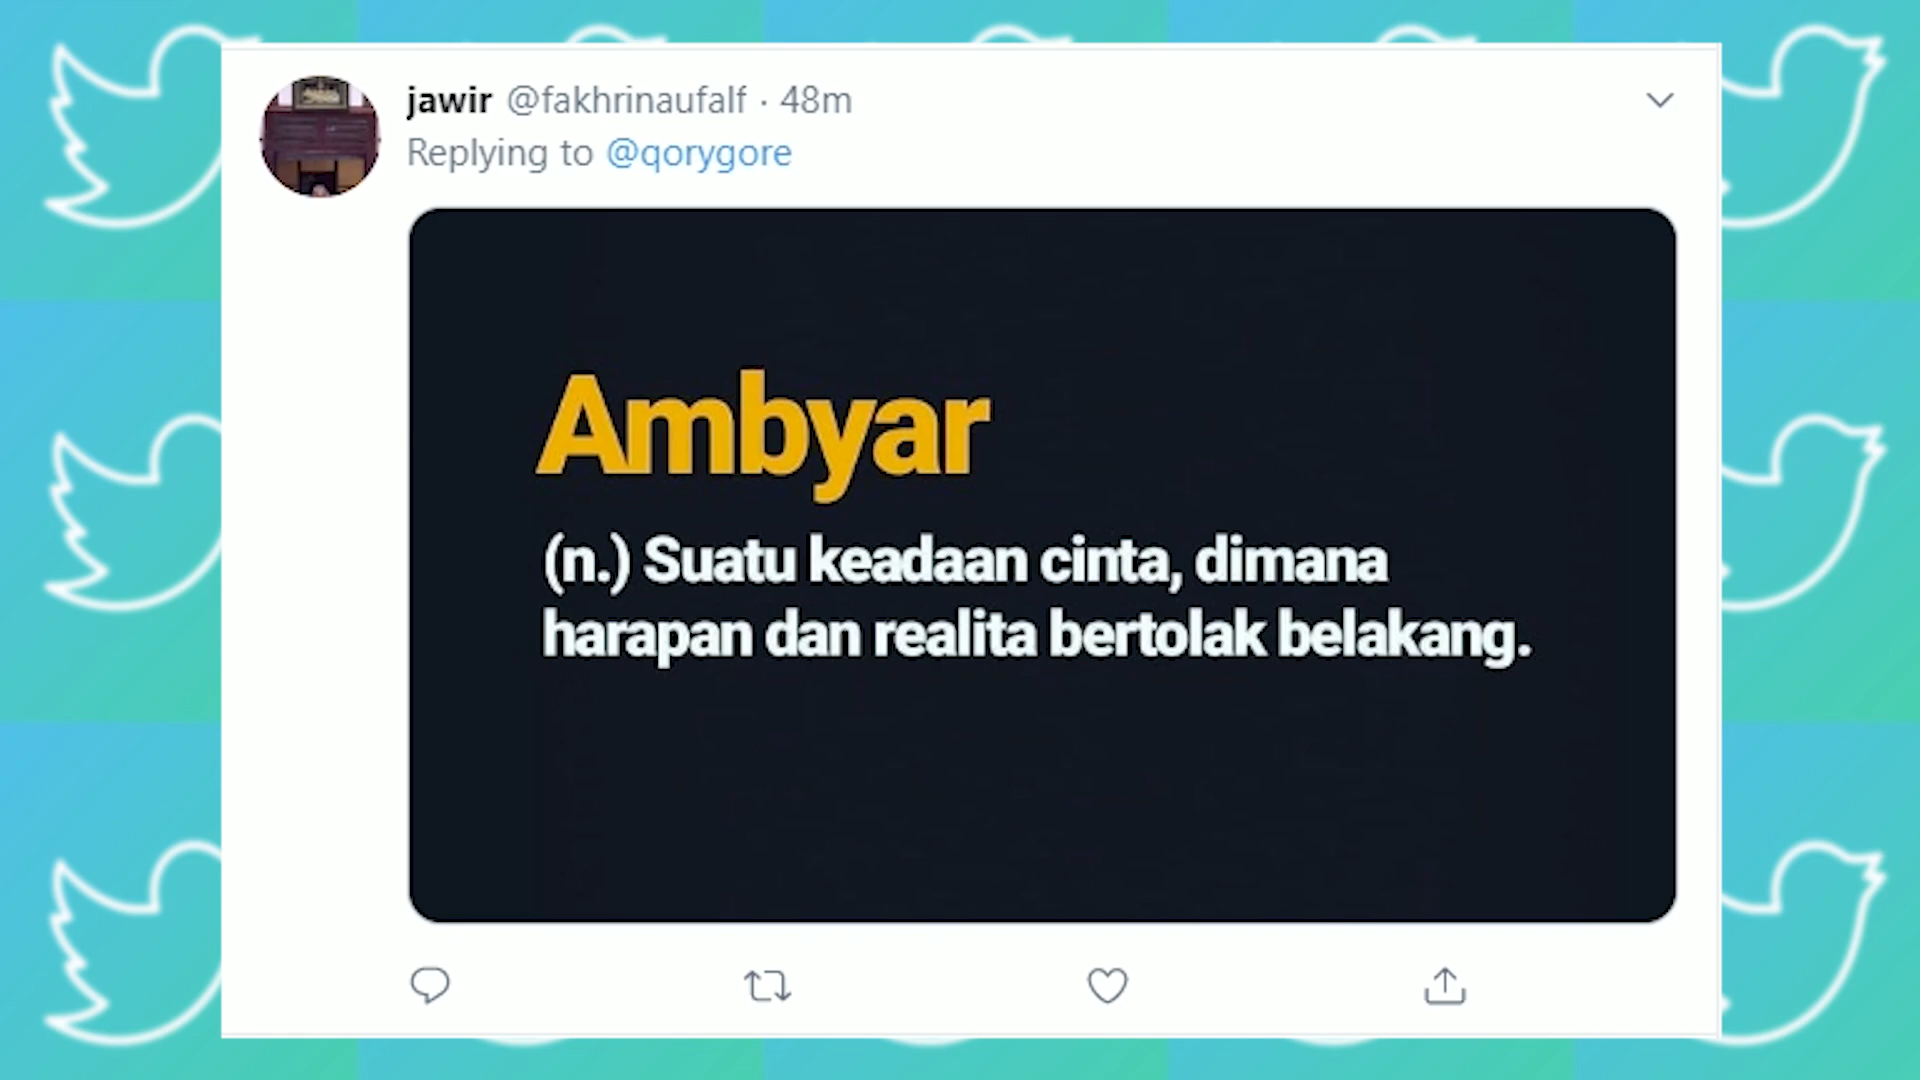 jawir @fakhrinaufalf · 48m
Replying to @qorygore
Ambyar
(n.) Suatu keadaan cinta, dimana
harapan dan realita bertolak belakang.